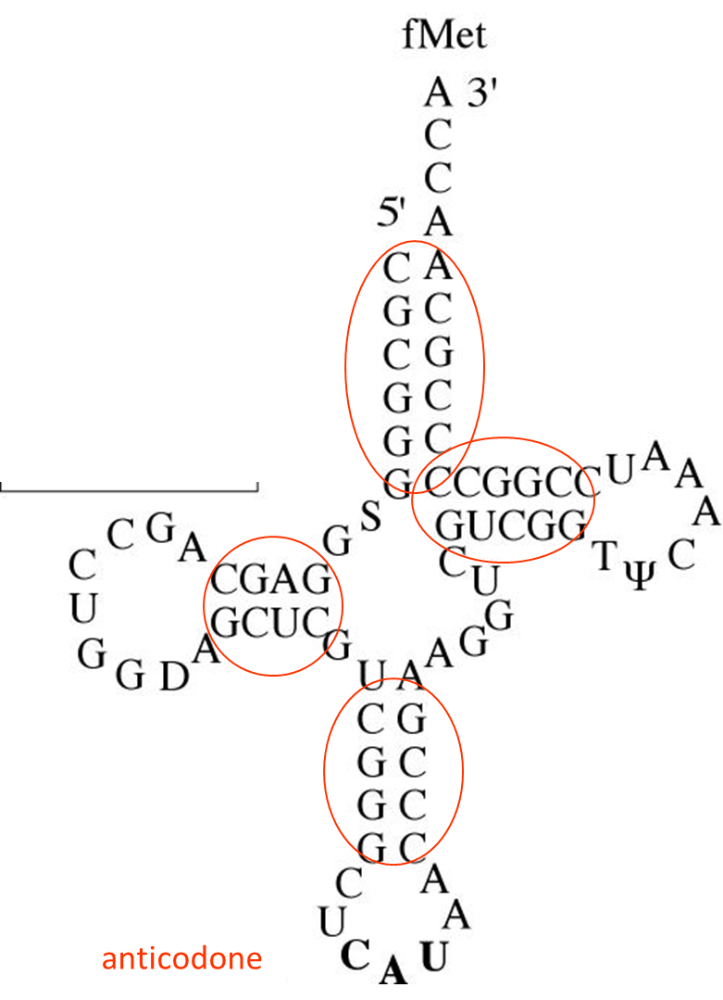 fMet
A 3'
C
C
5' A
C A
G C
C G
G C
G C
G CCGGCC U A A A C Ψ T
GUCGG
S
G
C G A
C
U
G
G D A
CGAG
GCUC
G
C
U
G
G
A
U A
C G
G C
G C
G C
C A
U A
C A U
anticodone